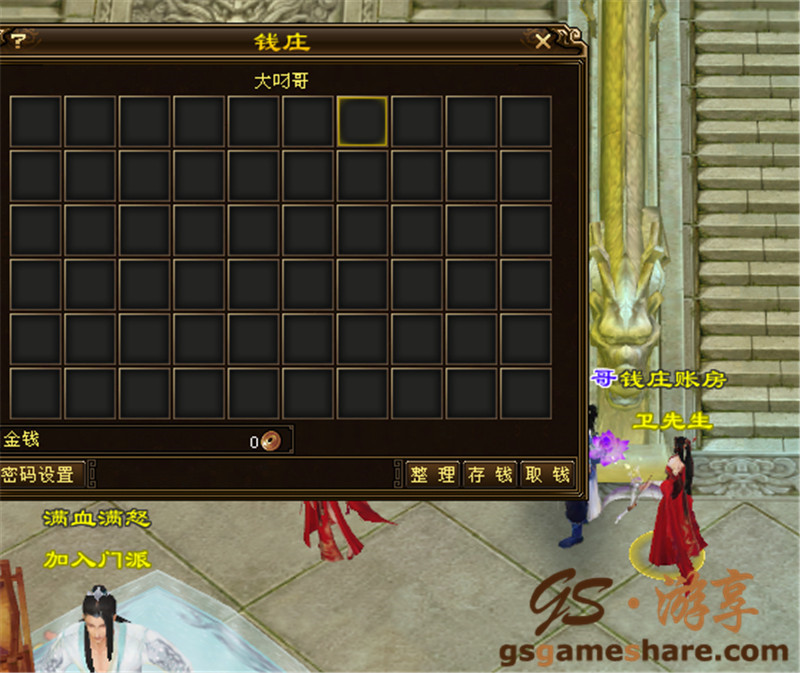 ?
钱庄
大叼哥
金钱
0
密码设置
整理
存钱
取钱
哥钱庄账房
卫先生
满血满怒
加入门派
GS·游享
gsgameshare.com